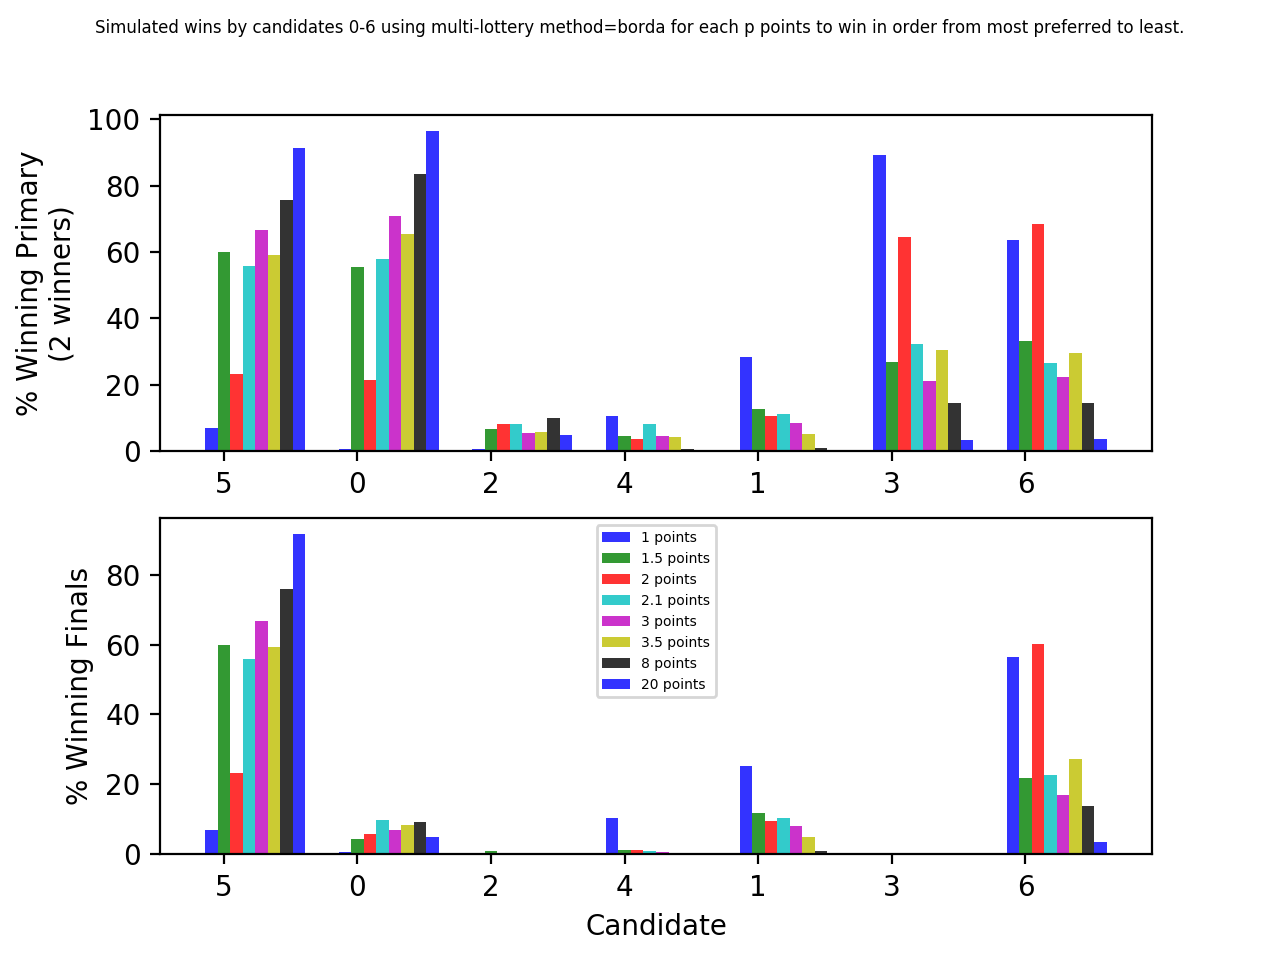 Simulated wins by candidates 0-6 using multi-lottery method=borda for each p points to win in order from most preferred to least.
% Winning Primary
(2 winners)
100
80
60
40
20
0
5 0 2 4 1 3 6
% Winning Finals
80
60
40
20
0
1 points
1.5 points
2 points
2.1 points
3 points
3.5 points
8 points
20 points
5 0 2 4 1 3 6
Candidate